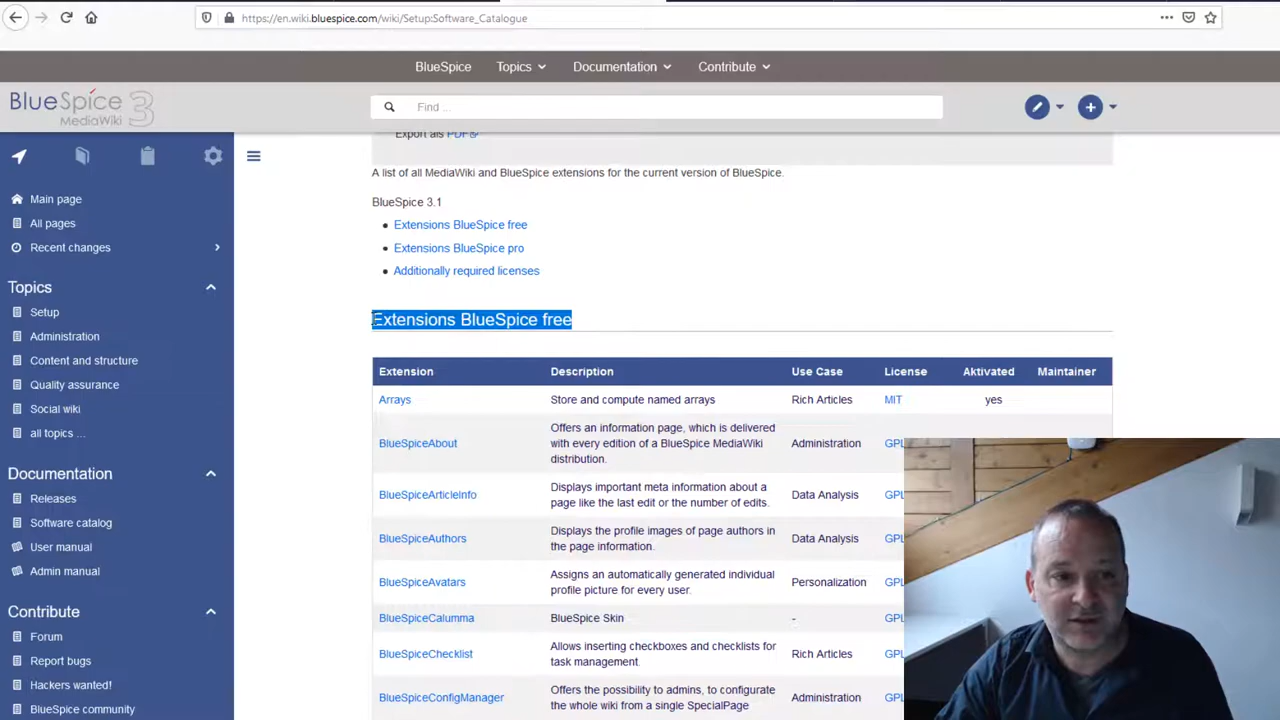 https://en.wiki.bluespice.com/wiki/Setup:Software_Catalogue
BlueSpice Topics Documentation Contribute
BlueSpice 3
MediaWiki
Find ...
Export als PDF
A list of all MediaWiki and BlueSpice extensions for the current version of BlueSpice.
BlueSpice 3.1
Extensions BlueSpice free
Extensions BlueSpice pro
Additionally required licenses
Main page
All pages
Recent changes
Topics
Setup
Administration
Content and structure
Quality assurance
Social wiki
all topics ...
Documentation
Releases
Software catalog
User manual
Admin manual
Contribute
Forum
Report bugs
Hackers wanted!
BlueSpice community
Extensions BlueSpice free
Extension Description Use Case License Aktivated Maintainer
Arrays Store and compute named arrays Rich Articles MIT yes
BlueSpiceAbout Offers an information page, which is delivered
with every edition of a BlueSpice MediaWiki
distribution. Administration GPL
BlueSpiceArticleInfo Displays important meta information about a
page like the last edit or the number of edits. Data Analysis GPL
BlueSpiceAuthors Displays the profile images of page authors in
the page information. Data Analysis GPL
BlueSpiceAvatars Assigns an automatically generated individual
profile picture for every user. Personalization GPL
BlueSpiceCalumma BlueSpice Skin - GPL
BlueSpiceChecklist Allows inserting checkboxes and checklists for
task management. Rich Articles GPL
BlueSpiceConfigManager Offers the possibility to admins, to configurate
the whole wiki from a single SpecialPage Administration GPL